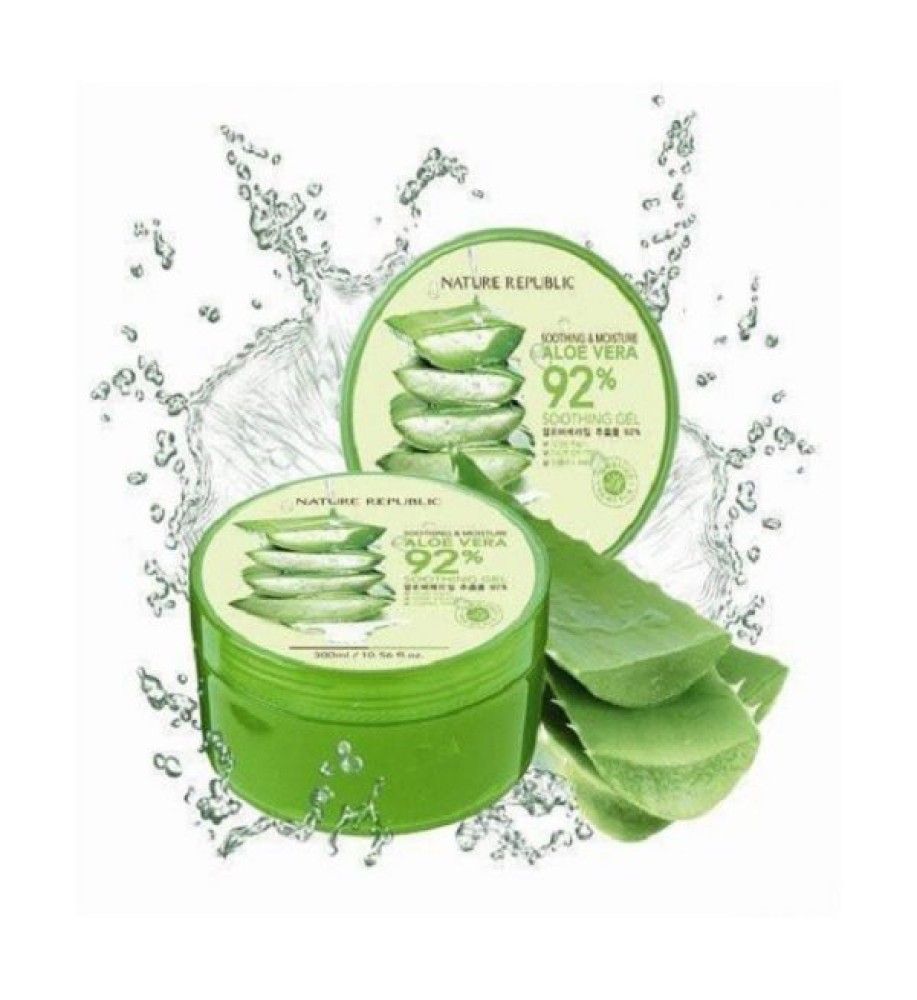 NATURE REPUBLIC
SOOTHING & MOISTURE
ALOE VERA
92%
SOOTHING GEL
NATURE REPUBLIC
SOOTHING & MOISTURE
ALOE VERA
92%
SOOTHING GEL
300ml / 10.56 fl oz.